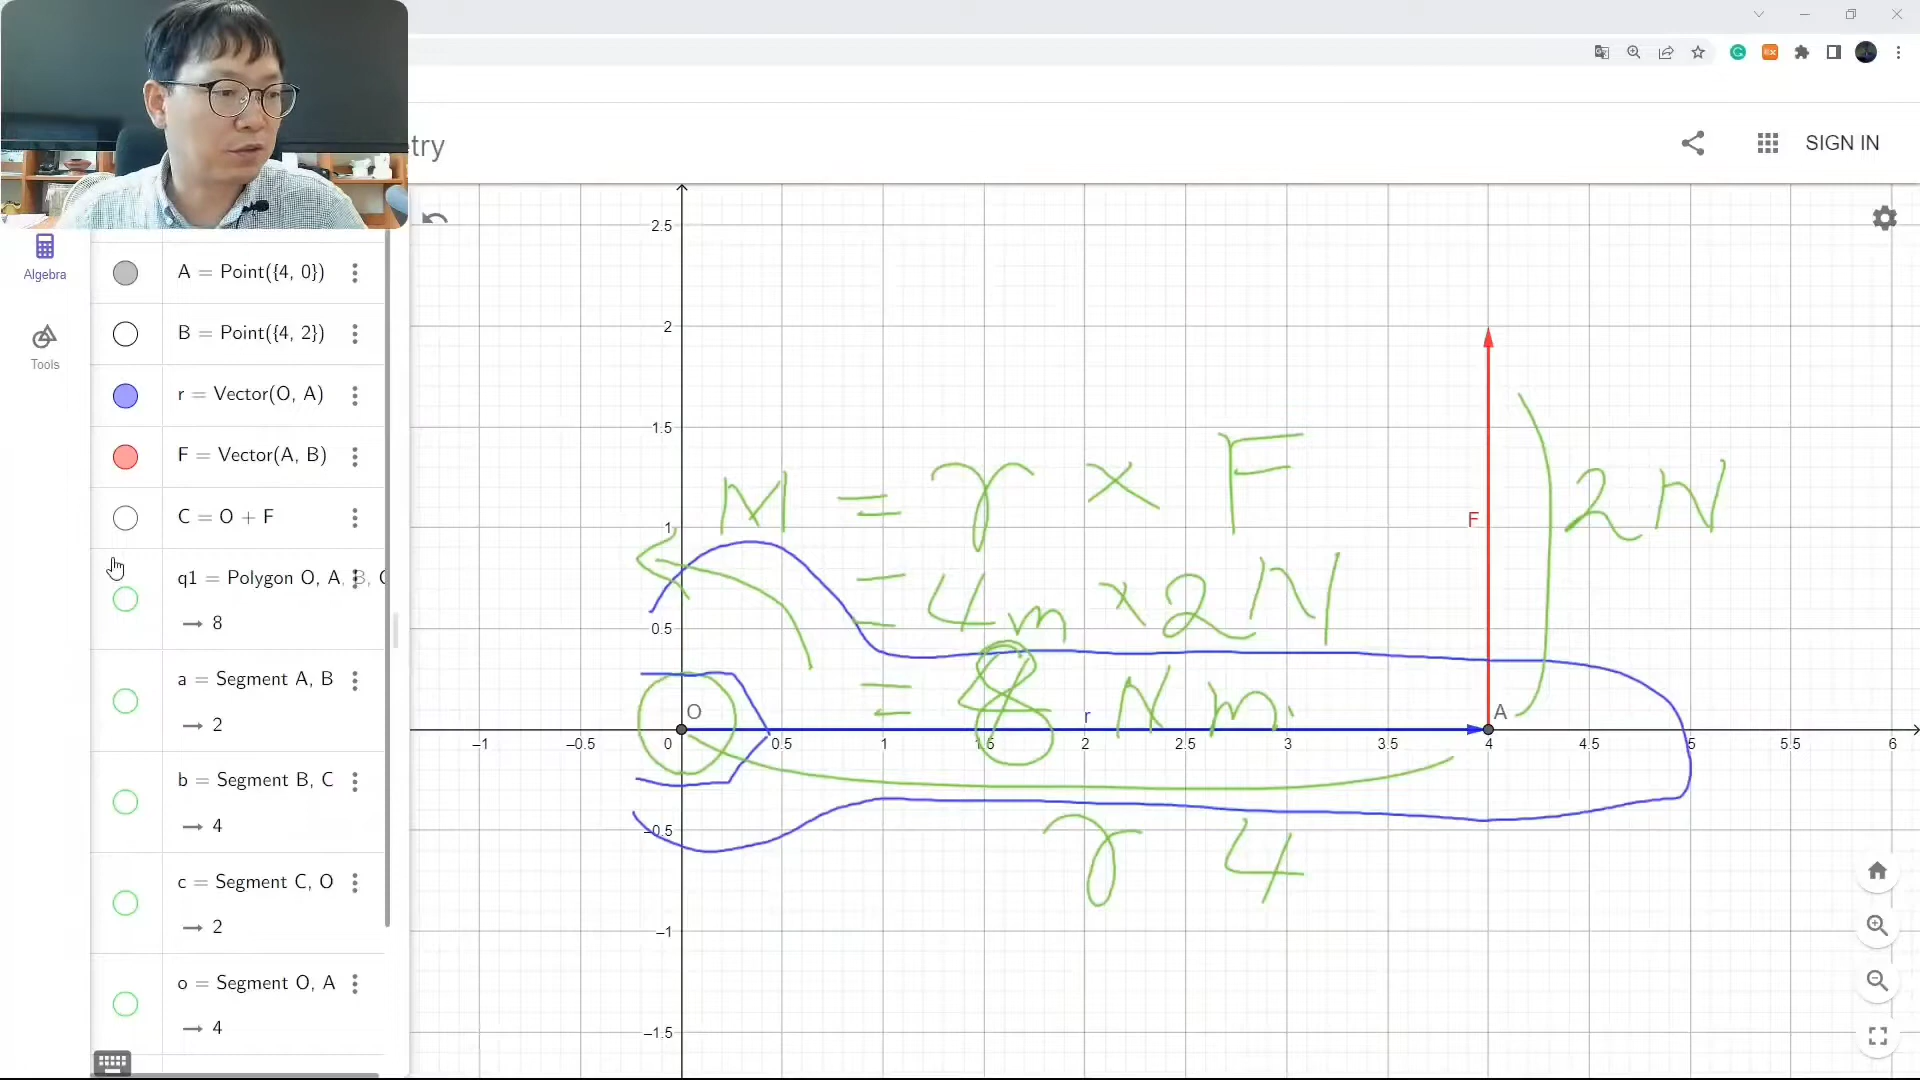 try
SIGN IN
Algebra
Tools
A = Point({4, 0})
B = Point({4, 2})
r = Vector(O, A)
F = Vector(A, B)
C = O + F
q1 = Polygon O, A, B, C
→ 8
a = Segment A, B
→ 2
b = Segment B, C
→ 4
c = Segment C, O
→ 2
o = Segment O, A
→ 4
2.5
2
1.5
1
0.5
−0.5
−1
−1.5
−1 −0.5 0 0.5 1 1.5 2 2.5 3 3.5 4 4.5 5 5.5 6
O
r
A
F
M = r × F
= 4m × 2N
= 8 N m.
r 4
2 N